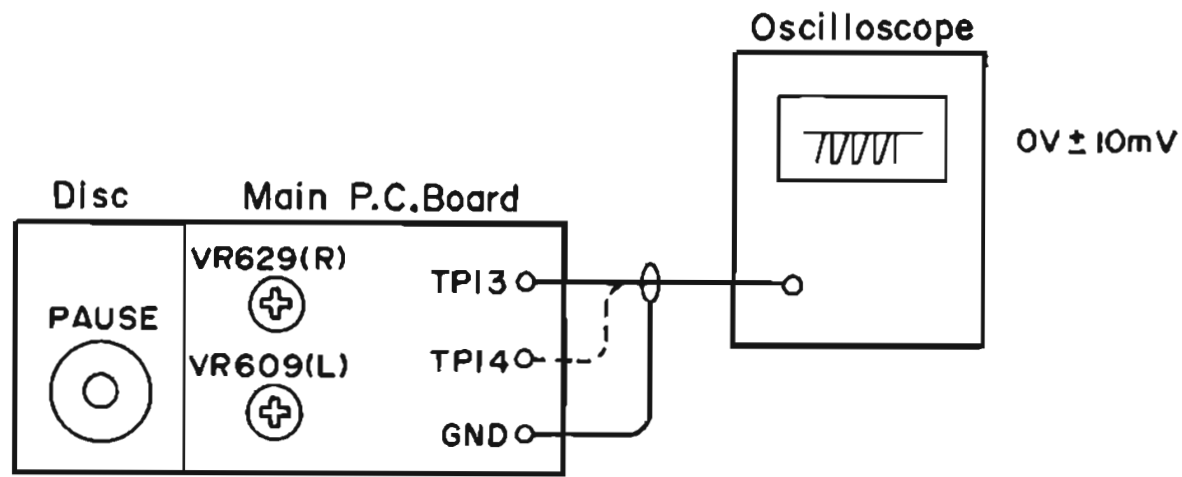 Oscilloscope
0V ± 10mV
Disc
Main P.C.Board
VR629(R)
TP13
PAUSE
TP14
VR609(L)
GND